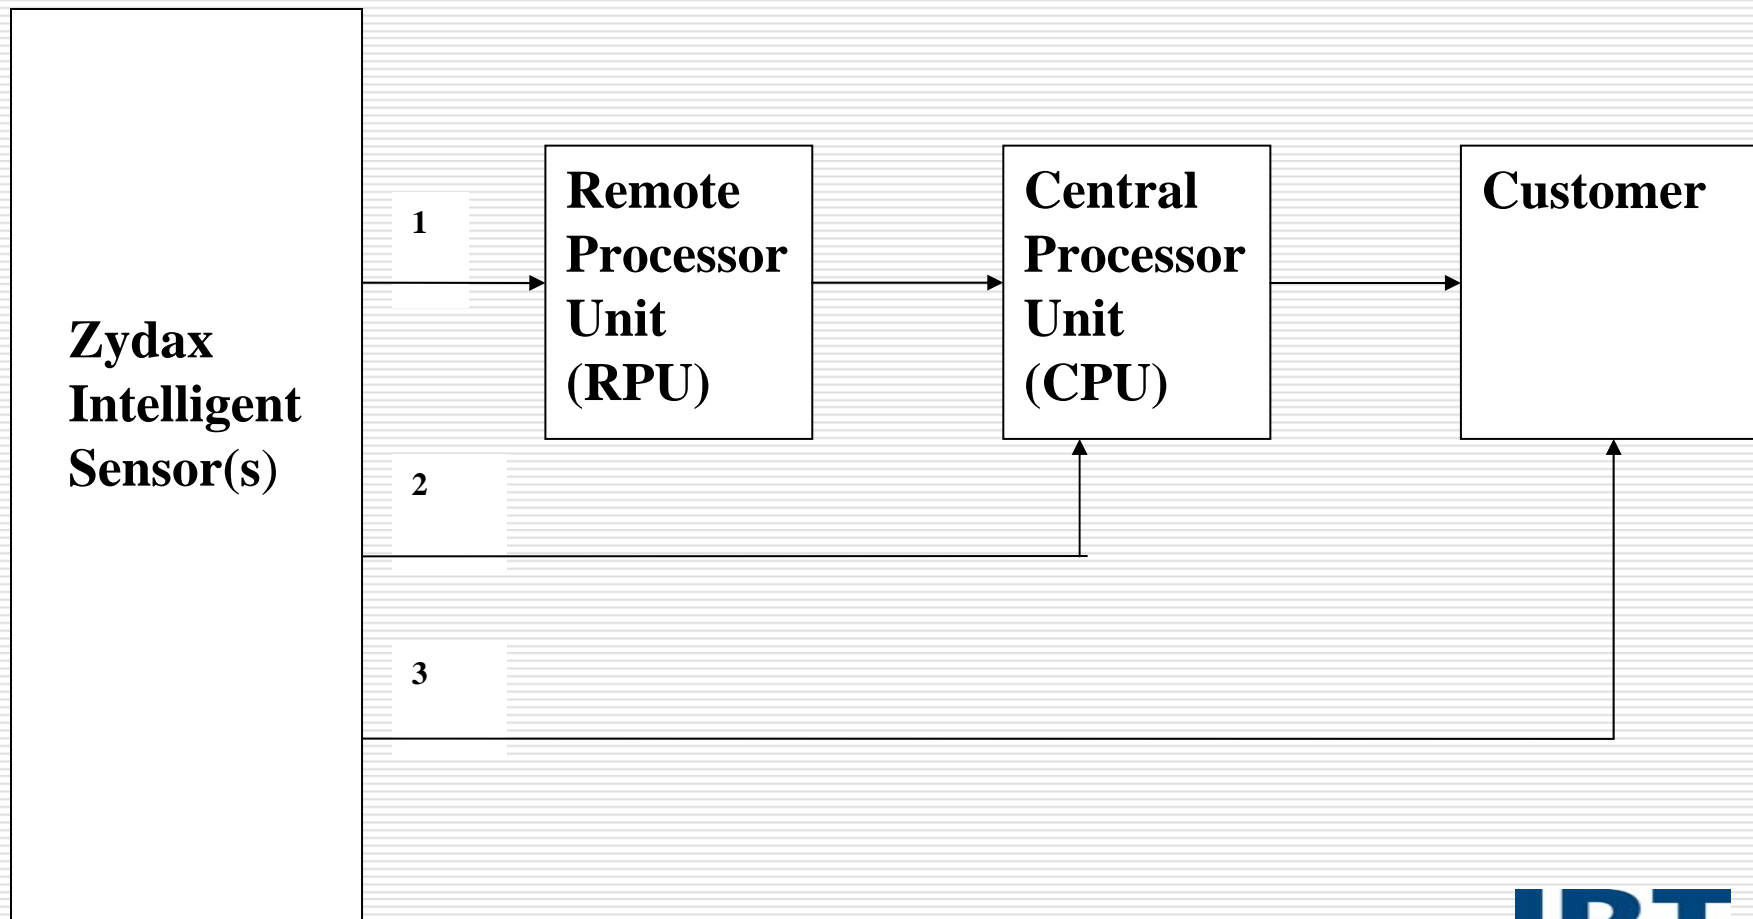 Zydax
Intelligent
Sensor(s)
1
Remote
Processor
Unit
(RPU)
Central
Processor
Unit
(CPU)
Customer
2
3